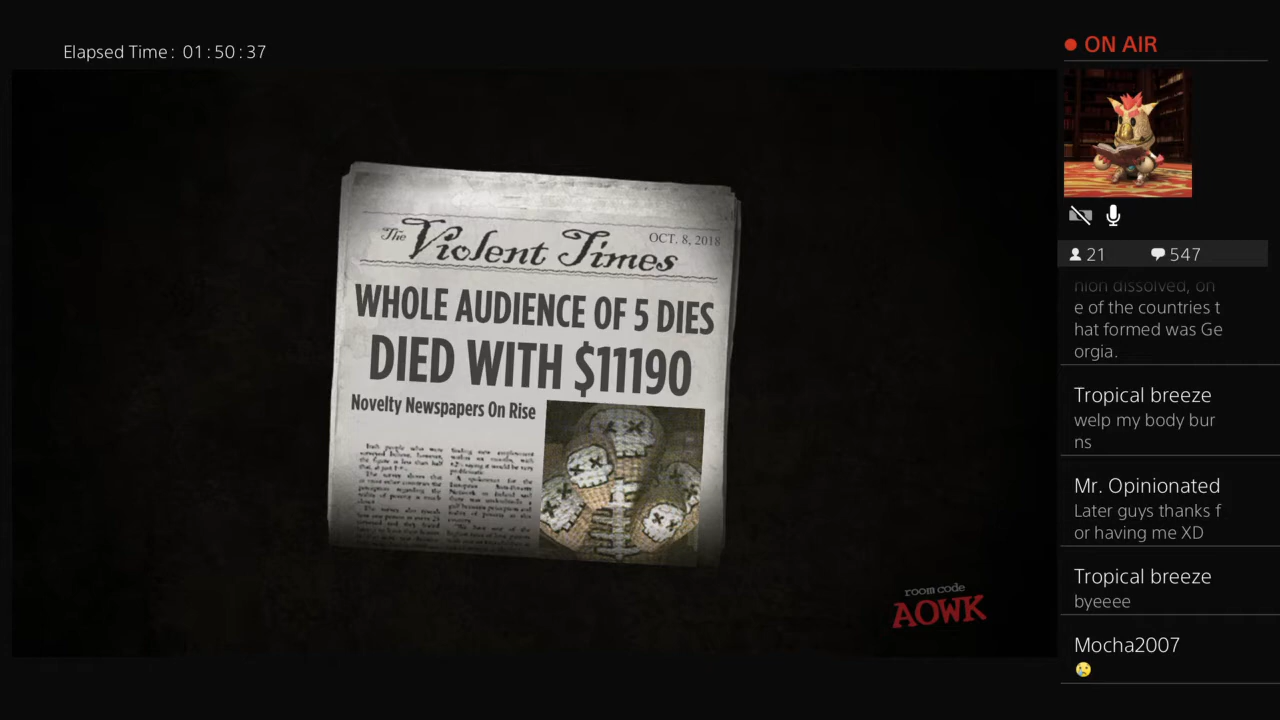 Elapsed Time: 01:50:37
ON AIR
The Violent Times
OCT. 8, 2018
WHOLE AUDIENCE OF 5 DIES
DIED WITH $11190
Novelty Newspapers On Rise
room code
AOWK
21 547
nion dissolved, on
e of the countries t
hat formed was Ge
orgia.
Tropical breeze
welp my body bur
ns
Mr. Opinionated
Later guys thanks f
or having me XD
Tropical breeze
byeeee
Mocha2007
😢